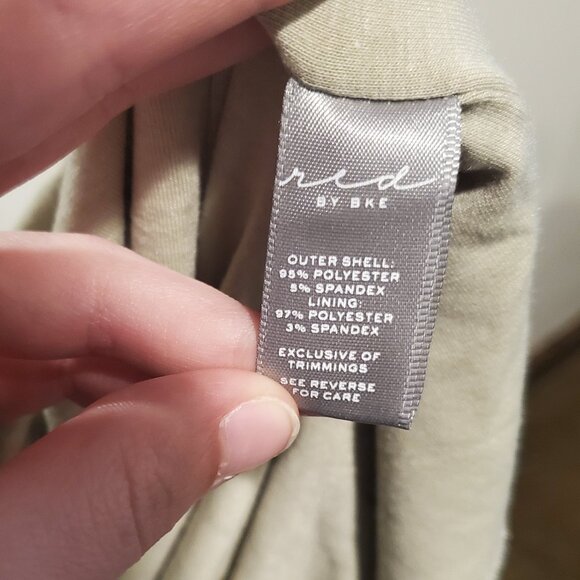 red
BY BKE
OUTER SHELL:
95% POLYESTER
5% SPANDEX
LINING:
97% POLYESTER
3% SPANDEX
EXCLUSIVE OF
TRIMMINGS
SEE REVERSE
FOR CARE